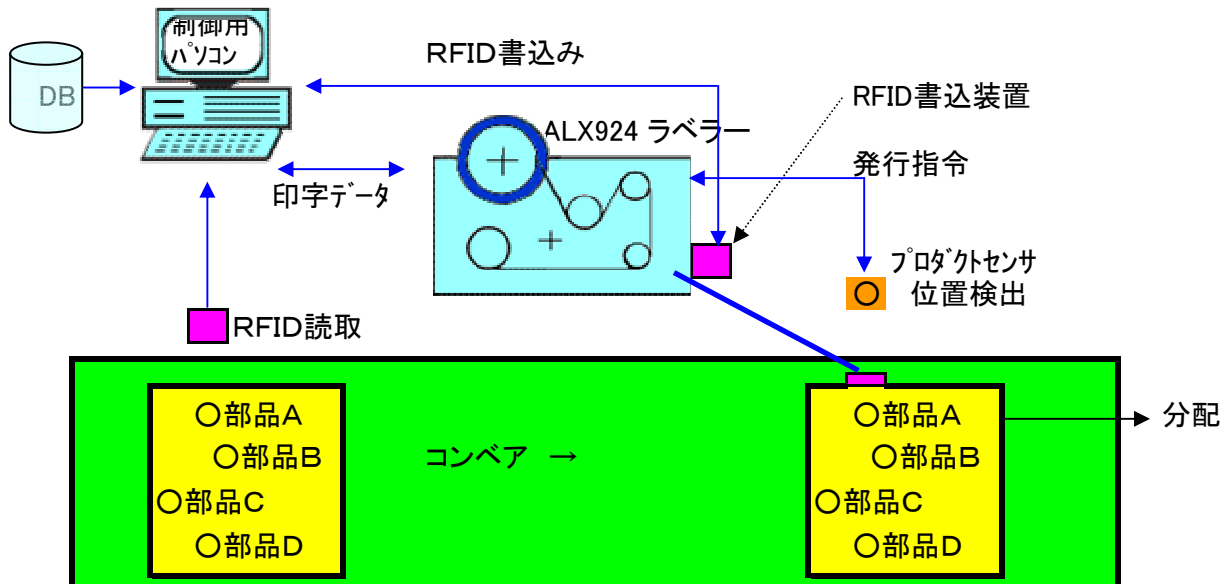 制御用
パソコン
DB
RFID書込み
RFID書込装置
ALX924 ラベラー
発行指令
印字データ
プロダクトセンサ
位置検出
RFID読取
○部品A
○部品B
○部品C
○部品D
コンベア →
○部品A
○部品B
○部品C
○部品D
分配